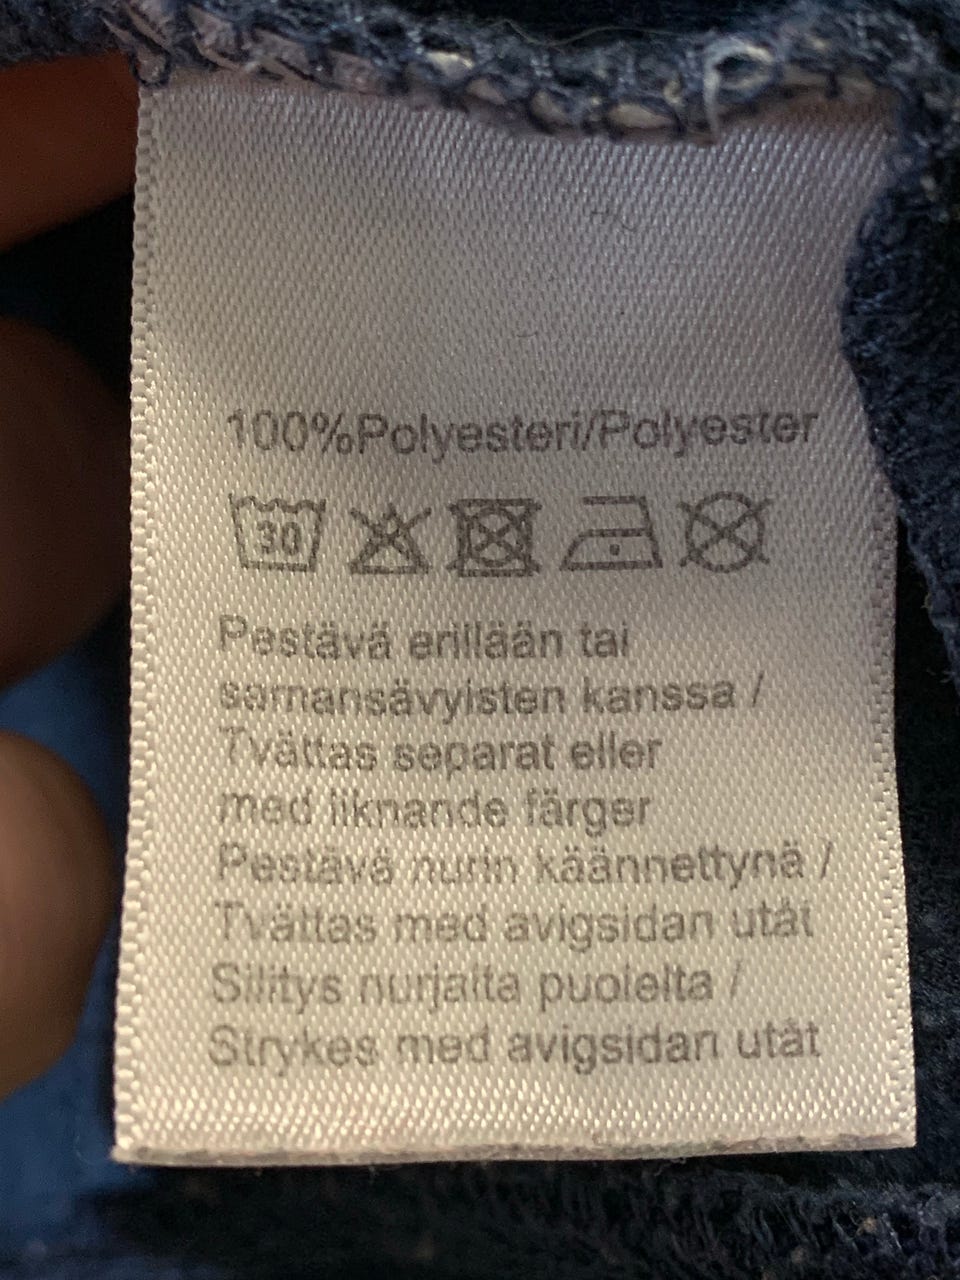 100%Polyesteri/Polyester
30
Pestävä erillään tai
samansävyisten kanssa /
Tvättas separat eller
med liknande färger
Pestävä nurin käännettynä /
Tvättas med avigsidan utåt
Silitys nurjalta puolelta /
Strykes med avigsidan utåt